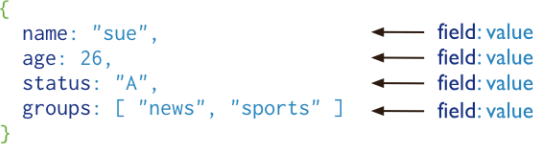 {
name: "sue", field: value
age: 26, field: value
status: "A", field: value
groups: [ "news", "sports" ] field: value
}